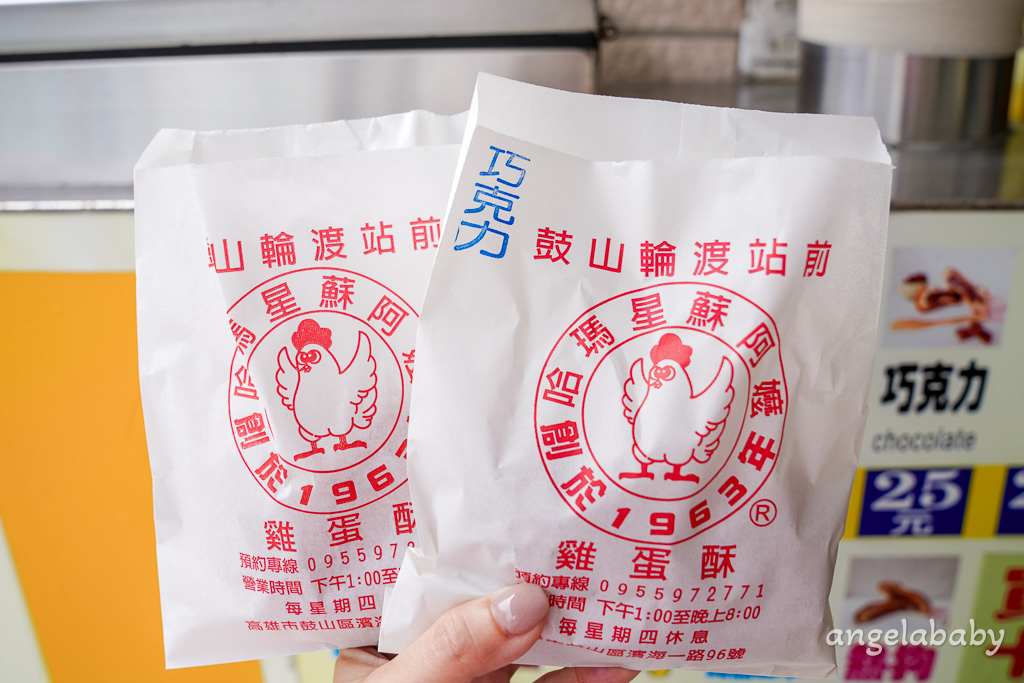 山輪渡站前
哈瑪星蘇阿
創於1963
雞蛋酥
預約專線 0955972
營業時間 下午1:00至
每星期四
高雄市鼓山區濱海
巧克力
鼓山輪渡站前
哈瑪星蘇阿嬤
創於1963年
®
雞蛋酥
預約專線 0955972771
時間 下午1:00至晚上8:00
每星期四休息
鼓山區濱海一路96號
巧克力
chocolate
25
元
熱狗
angelababy